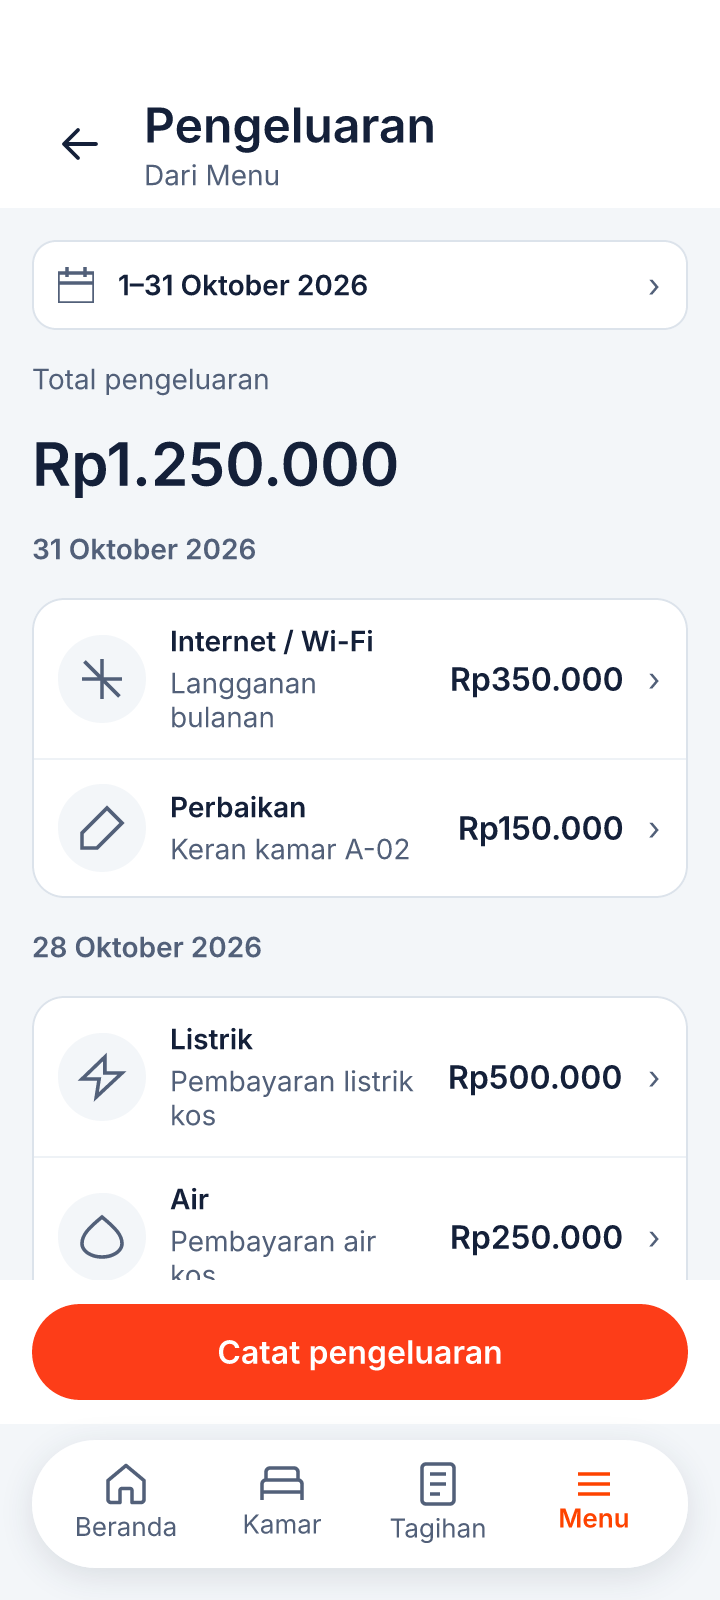 Pengeluaran
Dari Menu
1–31 Oktober 2026
Total pengeluaran
Rp1.250.000
31 Oktober 2026
Internet / Wi-Fi
Langganan
bulanan
Rp350.000
Perbaikan
Keran kamar A-02
Rp150.000
28 Oktober 2026
Listrik
Pembayaran listrik
kos
Rp500.000
Air
Pembayaran air
kos
Rp250.000
Catat pengeluaran
Beranda
Kamar
Tagihan
Menu